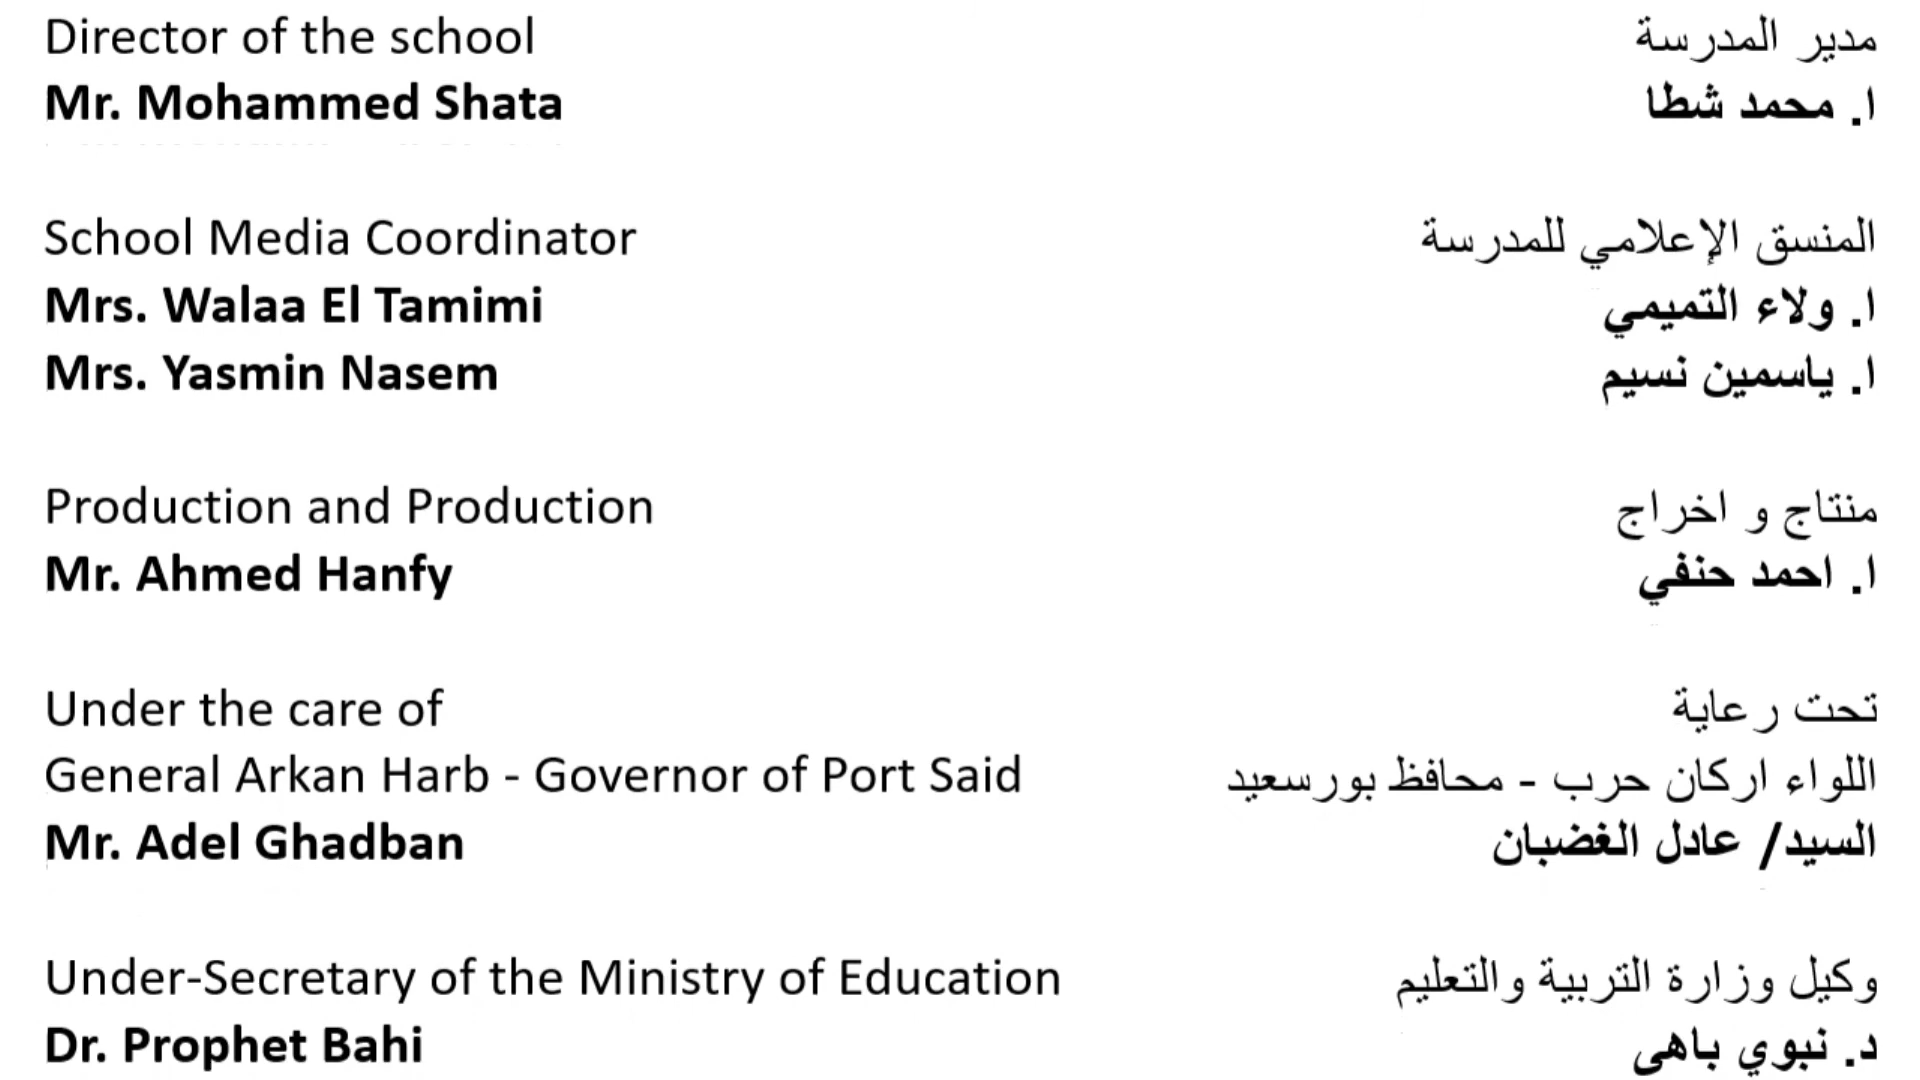 Director of the school
مدير المدرسة
Mr. Mohammed Shata
ا. محمد شطا
School Media Coordinator
المنسق الإعلامي للمدرسة
Mrs. Walaa El Tamimi
ا. ولاء التميمي
Mrs. Yasmin Nasem
ا. ياسمين نسيم
Production and Production
منتاج و اخراج
Mr. Ahmed Hanfy
ا. احمد حنفي
Under the care of
تحت رعاية
General Arkan Harb - Governor of Port Said
اللواء اركان حرب - محافظ بورسعيد
Mr. Adel Ghadban
السيد/ عادل الغضبان
Under-Secretary of the Ministry of Education
وكيل وزارة التربية والتعليم
Dr. Prophet Bahi
د. نبوي باهى